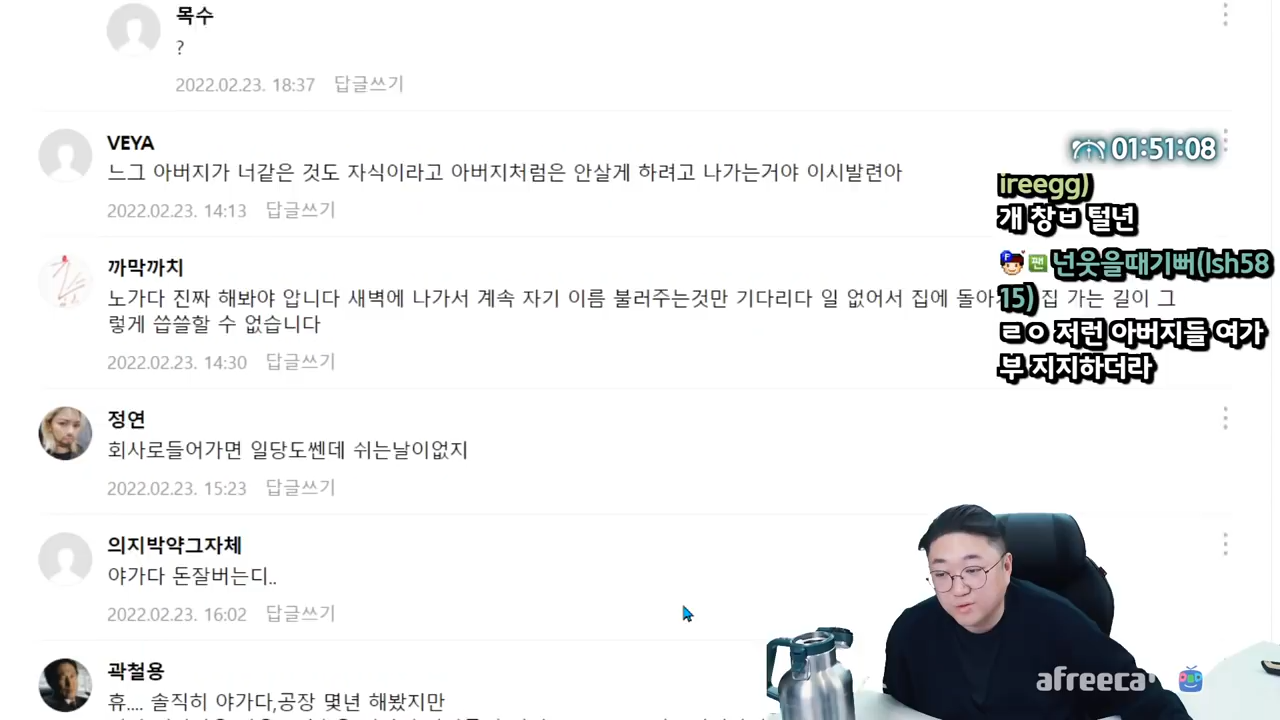 목수
?
2022.02.23. 18:37 답글쓰기
VEYA
느그 아버지가 너같은 것도 자식이라고 아버지처럼은 안살게 하려고 나가는거야 이시발련아
2022.02.23. 14:13 답글쓰기
까막까치
노가다 진짜 해봐야 압니다 새벽에 나가서 계속 자기 이름 불러주는것만 기다리다 일 없어서 집에 돌아 집 가는 길이 그
렇게 씁쓸할 수 없습니다
2022.02.23. 14:30 답글쓰기
정연
회사로들어가면 일당도쎈데 쉬는날이없지
2022.02.23. 15:23 답글쓰기
의지박약그자체
야가다 돈잘버는디..
2022.02.23. 16:02 답글쓰기
곽철용
휴.... 솔직히 야가다,공장 몇년 해봤지만
01:51:08
ireegg)
개 창ㅂ 털년
팬 넌웃을때기뻐(lsh58
15)
ㄹㅇ 저런 아버지들 여가
부 지지하더라
afreeca